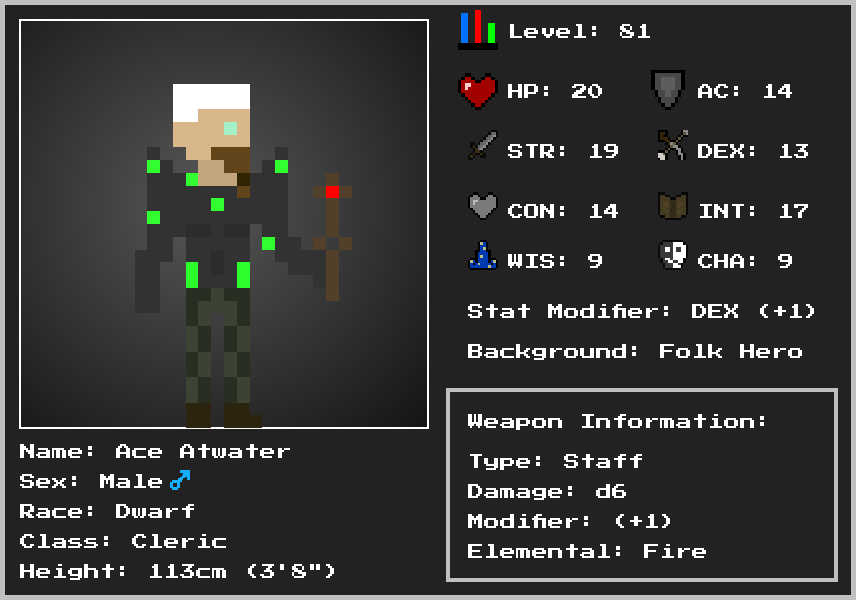 Level: 81
HP: 20
AC: 14
STR: 19
DEX: 13
CON: 14
INT: 17
WIS: 9
CHA: 9
Stat Modifier: DEX (+1)
Background: Folk Hero
Weapon Information:
Type: Staff
Damage: d6
Modifier: (+1)
Elemental: Fire
Name: Ace Atwater
Sex: Male ♂
Race: Dwarf
Class: Cleric
Height: 113cm (3'8")